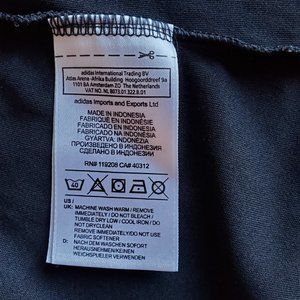 adidas International Trading BV
Atlas Arena - Afrika Building Hoogoorddreef 9a
1101 BA Amsterdam ZO The Netherlands
VAT NO. NL 8073.01.322.B.01
adidas Imports and Exports Ltd
MADE IN INDONESIA
FABRIQUÉ EN INDONÉSIE
FABRICADO EN INDONESIA
FABRICADO NA INDONÉSIA
GYÁRTVA: INDONÉZIA
ПРОИЗВЕДЕНО В ИНДОНЕЗИЯ
СДЕЛАНО В ИНДОНЕЗИИ
RN# 119208 CA# 40312
40
US /
UK: MACHINE WASH WARM / REMOVE
IMMEDIATELY / DO NOT BLEACH /
TUMBLE DRY LOW / COOL IRON / DO
NOT DRYCLEAN
REMOVE IMMEDIATELY / DO NOT USE
FABRIC SOFTENER
D: NACH DEM WASCHEN SOFORT
HERAUSNEHMEN/KEINEN
WEICHSPUELER VERWENDEN